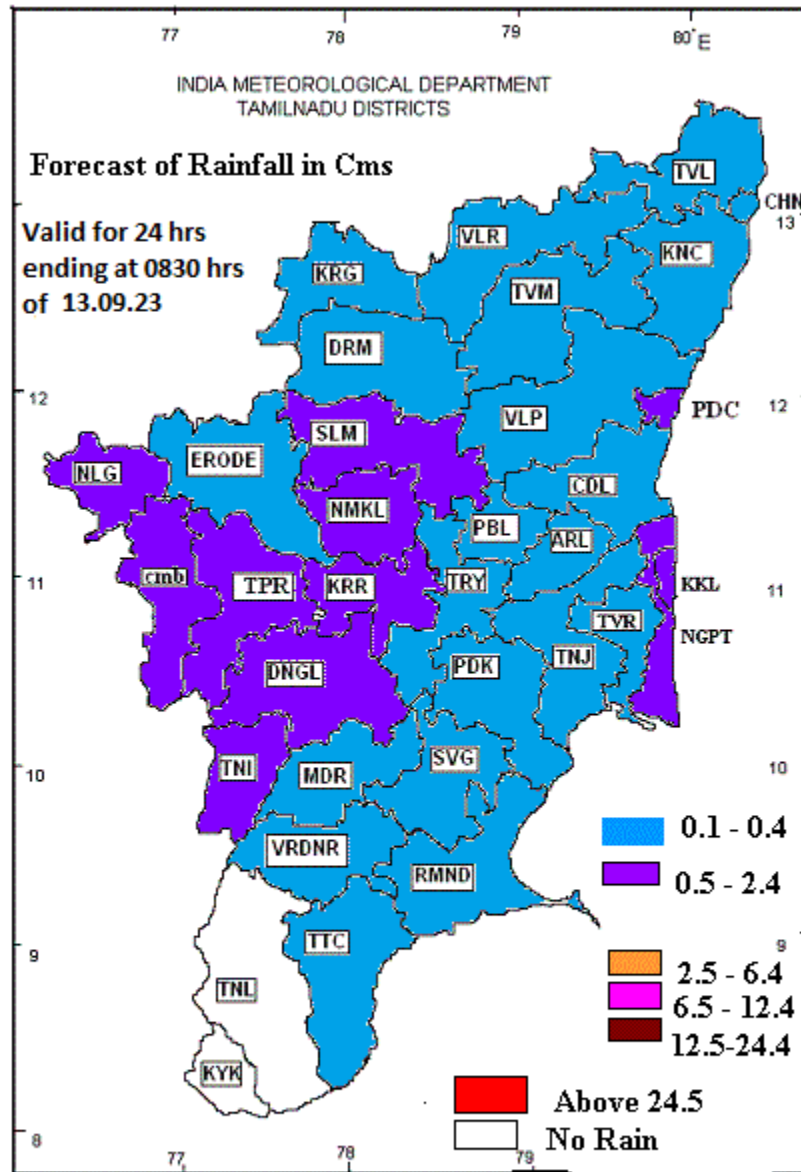 77 78 79 80°E
INDIA METEOROLOGICAL DEPARTMENT
TAMILNADU DISTRICTS
Forecast of Rainfall in Cms
TVL
CHN
13
Valid for 24 hrs
ending at 0830 hrs
of 13.09.23
VLR
KNC
KRG
TVM
DRM
12 12
PDC
VLP
SLM
ERODE
NLG
CDL
NMKL
PBL
ARL
cmb
TPR
KRR
TRY
11 11
KKL
TVR
NGPT
DNGL
PDK
TNJ
TNI
MDR
SVG
10 10
0.1 - 0.4
VRDNR
RMND
0.5 - 2.4
TTC
9 9
2.5 - 6.4
TNL
6.5 - 12.4
12.5-24.4
KYK
Above 24.5
No Rain
8
77 78 79